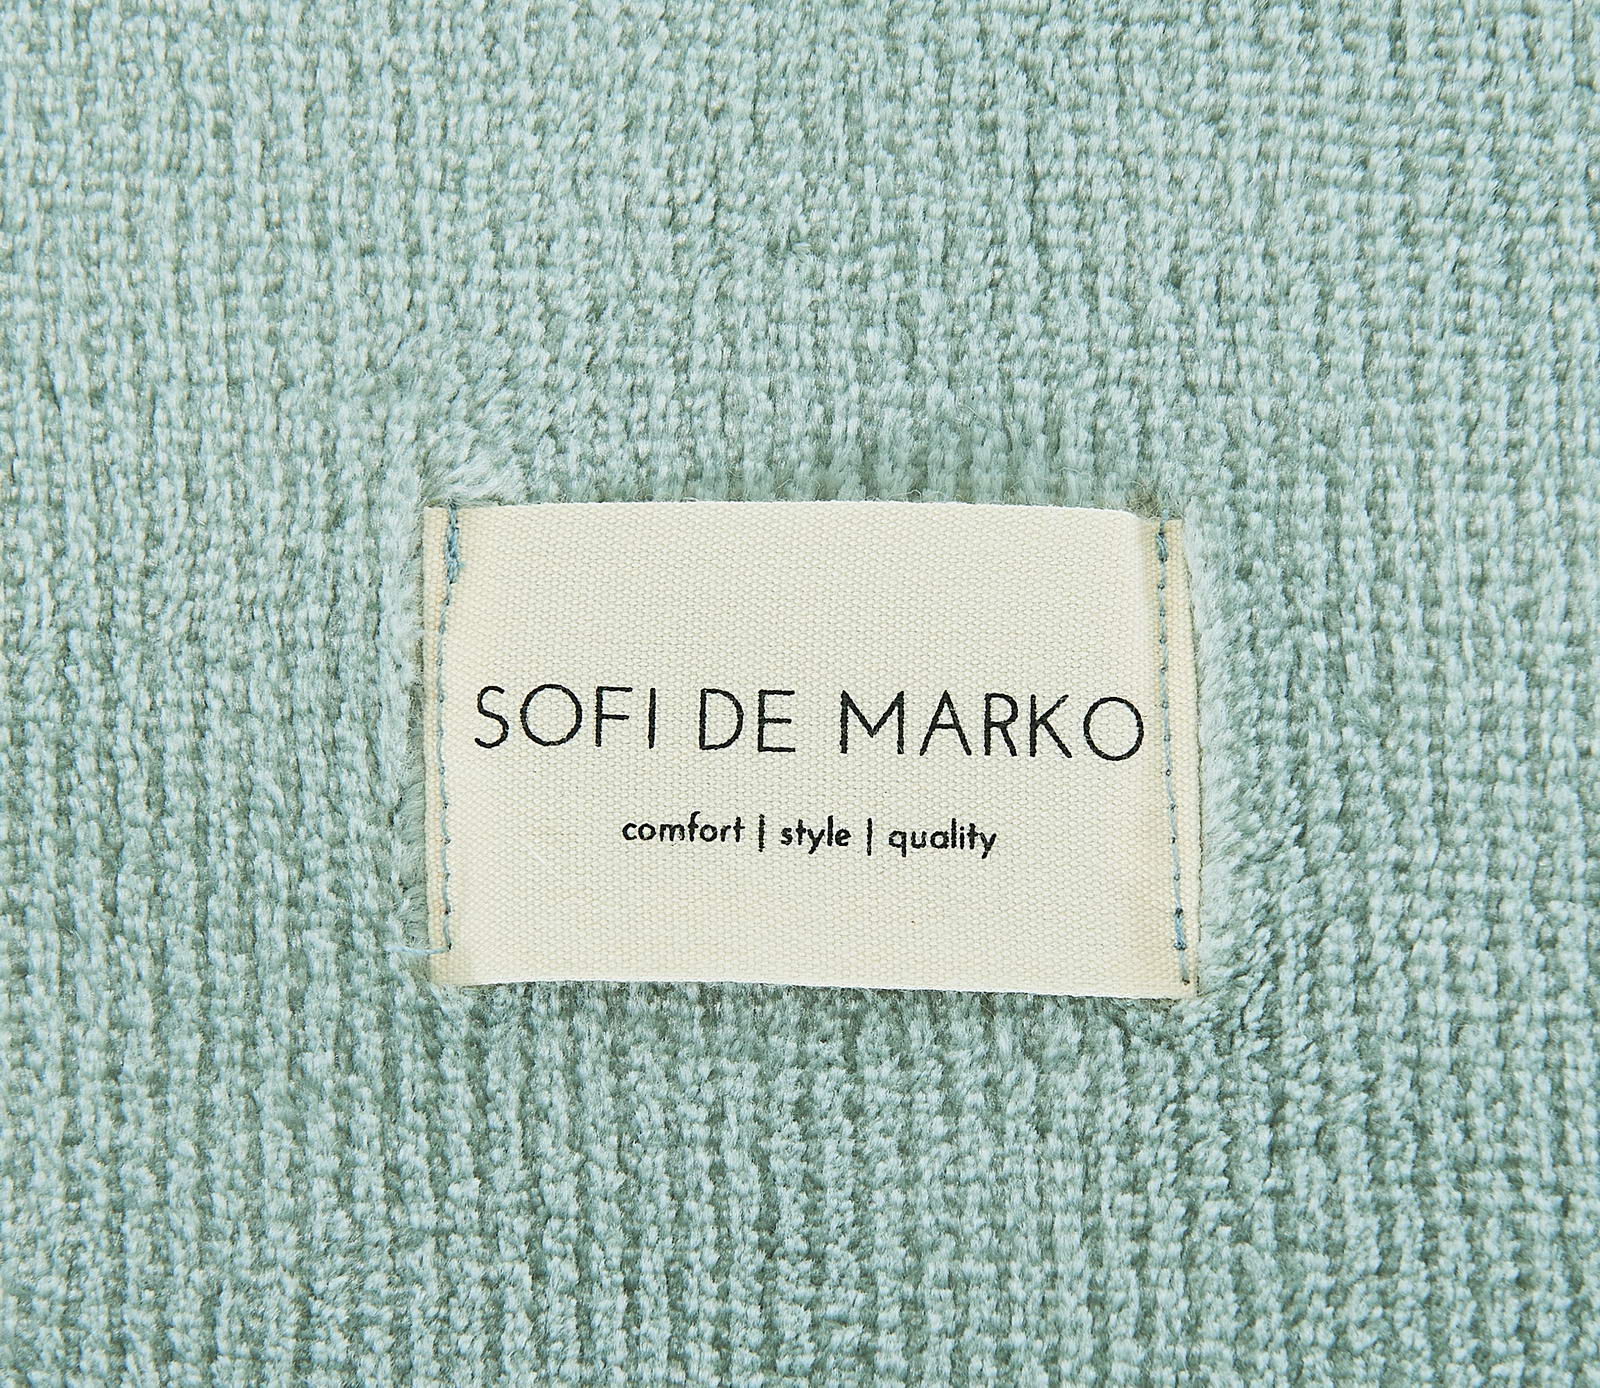 SOFI DE MARKO
comfort | style | quality